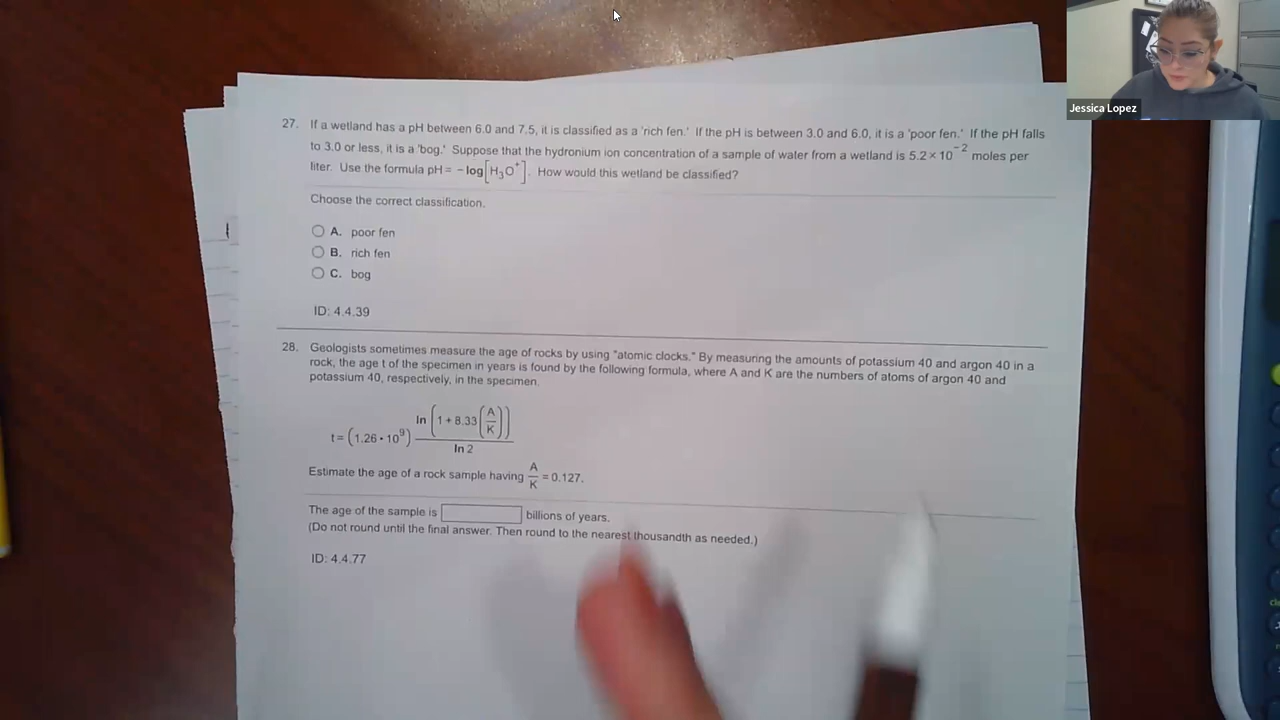 Jessica Lopez
27. If a wetland has a pH between 6.0 and 7.5, it is classified as a 'rich fen.' If the pH is between 3.0 and 6.0, it is a 'poor fen.' If the pH falls
to 3.0 or less, it is a 'bog.' Suppose that the hydronium ion concentration of a sample of water from a wetland is 5.2 × 10⁻² moles per
liter. Use the formula pH = − log[H₃O⁺]. How would this wetland be classified?
Choose the correct classification.
A. poor fen
B. rich fen
C. bog
ID: 4.4.39
28. Geologists sometimes measure the age of rocks by using "atomic clocks." By measuring the amounts of potassium 40 and argon 40 in a
rock, the age t of the specimen in years is found by the following formula, where A and K are the numbers of atoms of argon 40 and
potassium 40, respectively, in the specimen.
t = (1.26 • 10⁹) ln(1 + 8.33(A/K)) / ln 2
Estimate the age of a rock sample having A/K = 0.127.
The age of the sample is billions of years.
(Do not round until the final answer. Then round to the nearest thousandth as needed.)
ID: 4.4.77